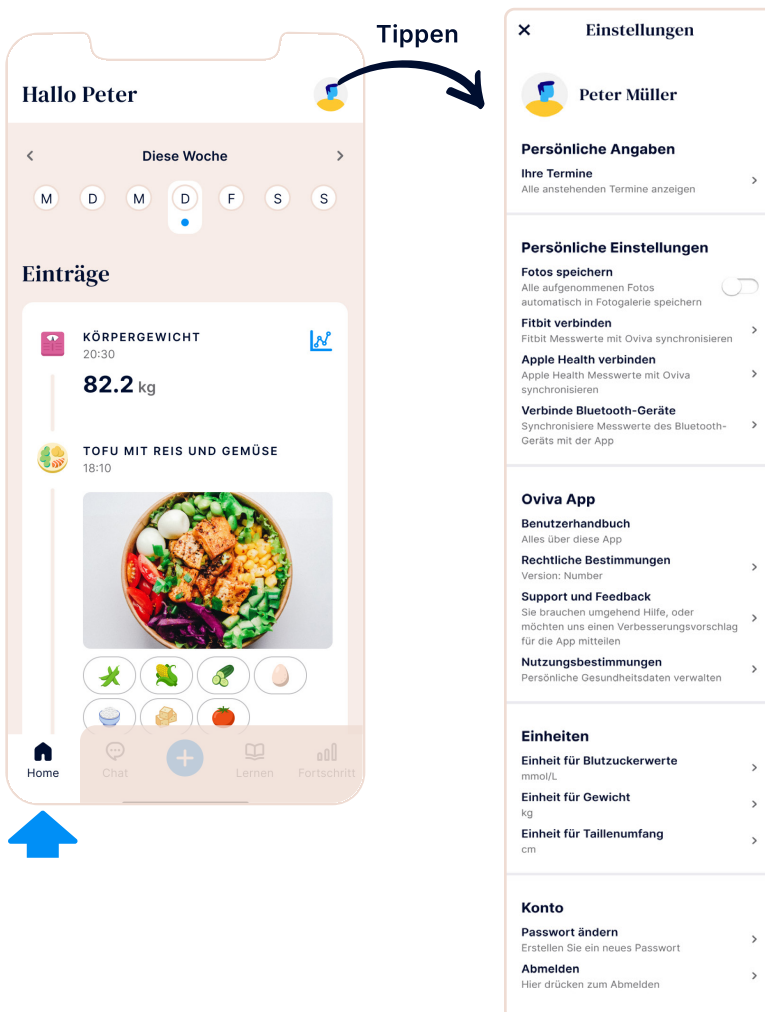 Tippen
Hallo Peter
Diese Woche
M D M D F S S
Einträge
KÖRPERGEWICHT
20:30
82.2 kg
TOFU MIT REIS UND GEMÜSE
18:10
Home
Chat
Lernen
Fortschritt
Einstellungen
Peter Müller
Persönliche Angaben
Ihre Termine
Alle anstehenden Termine anzeigen
Persönliche Einstellungen
Fotos speichern
Alle aufgenommenen Fotos
automatisch in Fotogalerie speichern
Fitbit verbinden
Fitbit Messwerte mit Oviva synchronisieren
Apple Health verbinden
Apple Health Messwerte mit Oviva
synchronisieren
Verbinde Bluetooth-Geräte
Synchronisiere Messwerte des Bluetooth-
Geräts mit der App
Oviva App
Benutzerhandbuch
Alles über diese App
Rechtliche Bestimmungen
Version: Number
Support und Feedback
Sie brauchen umgehend Hilfe, oder
möchten uns einen Verbesserungsvorschlag
für die App mitteilen
Nutzungsbestimmungen
Persönliche Gesundheitsdaten verwalten
Einheiten
Einheit für Blutzuckerwerte
mmol/L
Einheit für Gewicht
kg
Einheit für Taillenumfang
cm
Konto
Passwort ändern
Erstellen Sie ein neues Passwort
Abmelden
Hier drücken zum Abmelden